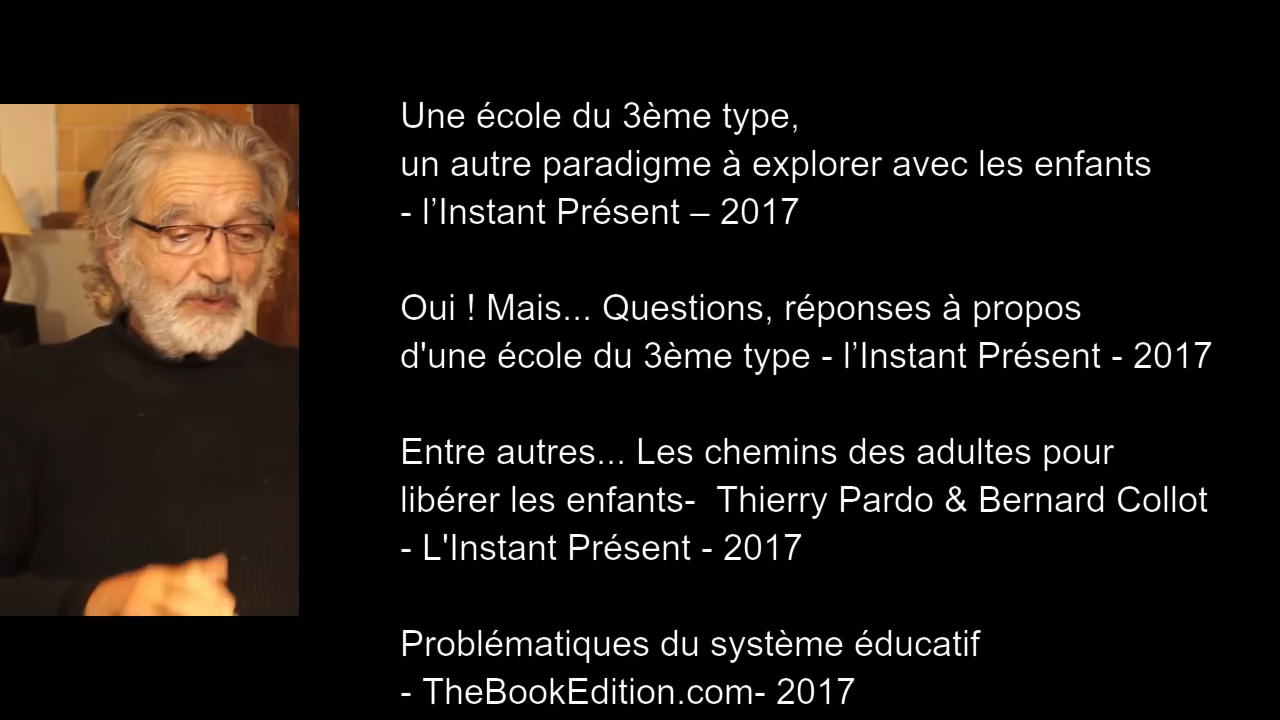 Une école du 3ème type,
un autre paradigme à explorer avec les enfants
- l’Instant Présent – 2017
Oui ! Mais... Questions, réponses à propos
d'une école du 3ème type - l’Instant Présent - 2017
Entre autres... Les chemins des adultes pour
libérer les enfants-  Thierry Pardo & Bernard Collot
- L'Instant Présent - 2017
Problématiques du système éducatif
- TheBookEdition.com- 2017